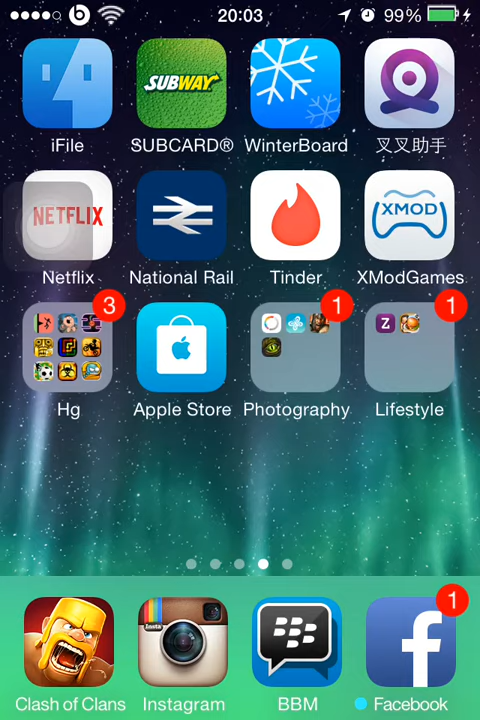 20:03
99%
SUBWAY
NETFLIX
XMOD
iFile
SUBCARD®
WinterBoard
叉叉助手
Netflix
National Rail
Tinder
XModGames
3
1
1
Z
Hg
Apple Store
Photography
Lifestyle
Insta
1
f
Clash of Clans
Instagram
BBM
Facebook